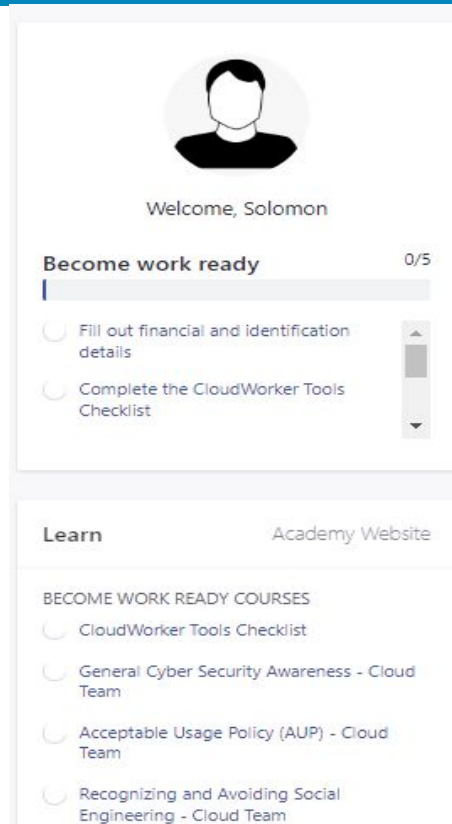 Welcome, Solomon
Become work ready 0/5
Fill out financial and identification
details
Complete the CloudWorker Tools
Checklist
Learn Academy Website
BECOME WORK READY COURSES
CloudWorker Tools Checklist
General Cyber Security Awareness - Cloud
Team
Acceptable Usage Policy (AUP) - Cloud
Team
Recognizing and Avoiding Social
Engineering - Cloud Team